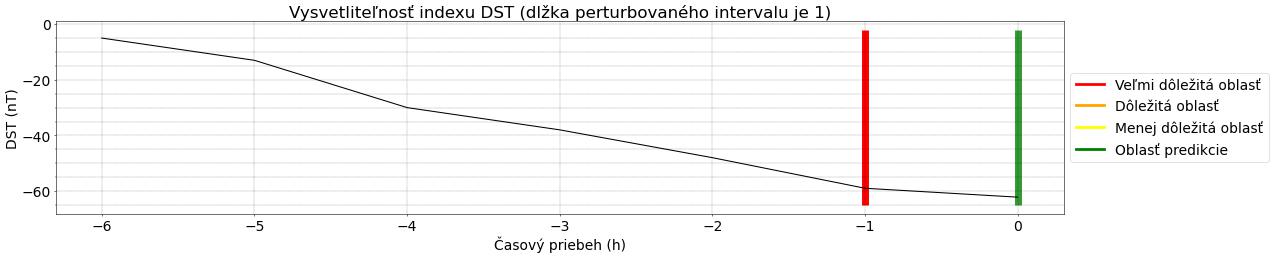 Vysvetliteľnosť indexu DST (dĺžka perturbovaného intervalu je 1)
DST (nT)
0
−20
−40
−60
−6
−5
−4
−3
−2
−1
0
Časový priebeh (h)
Veľmi dôležitá oblasť
Dôležitá oblasť
Menej dôležitá oblasť
Oblasť predikcie